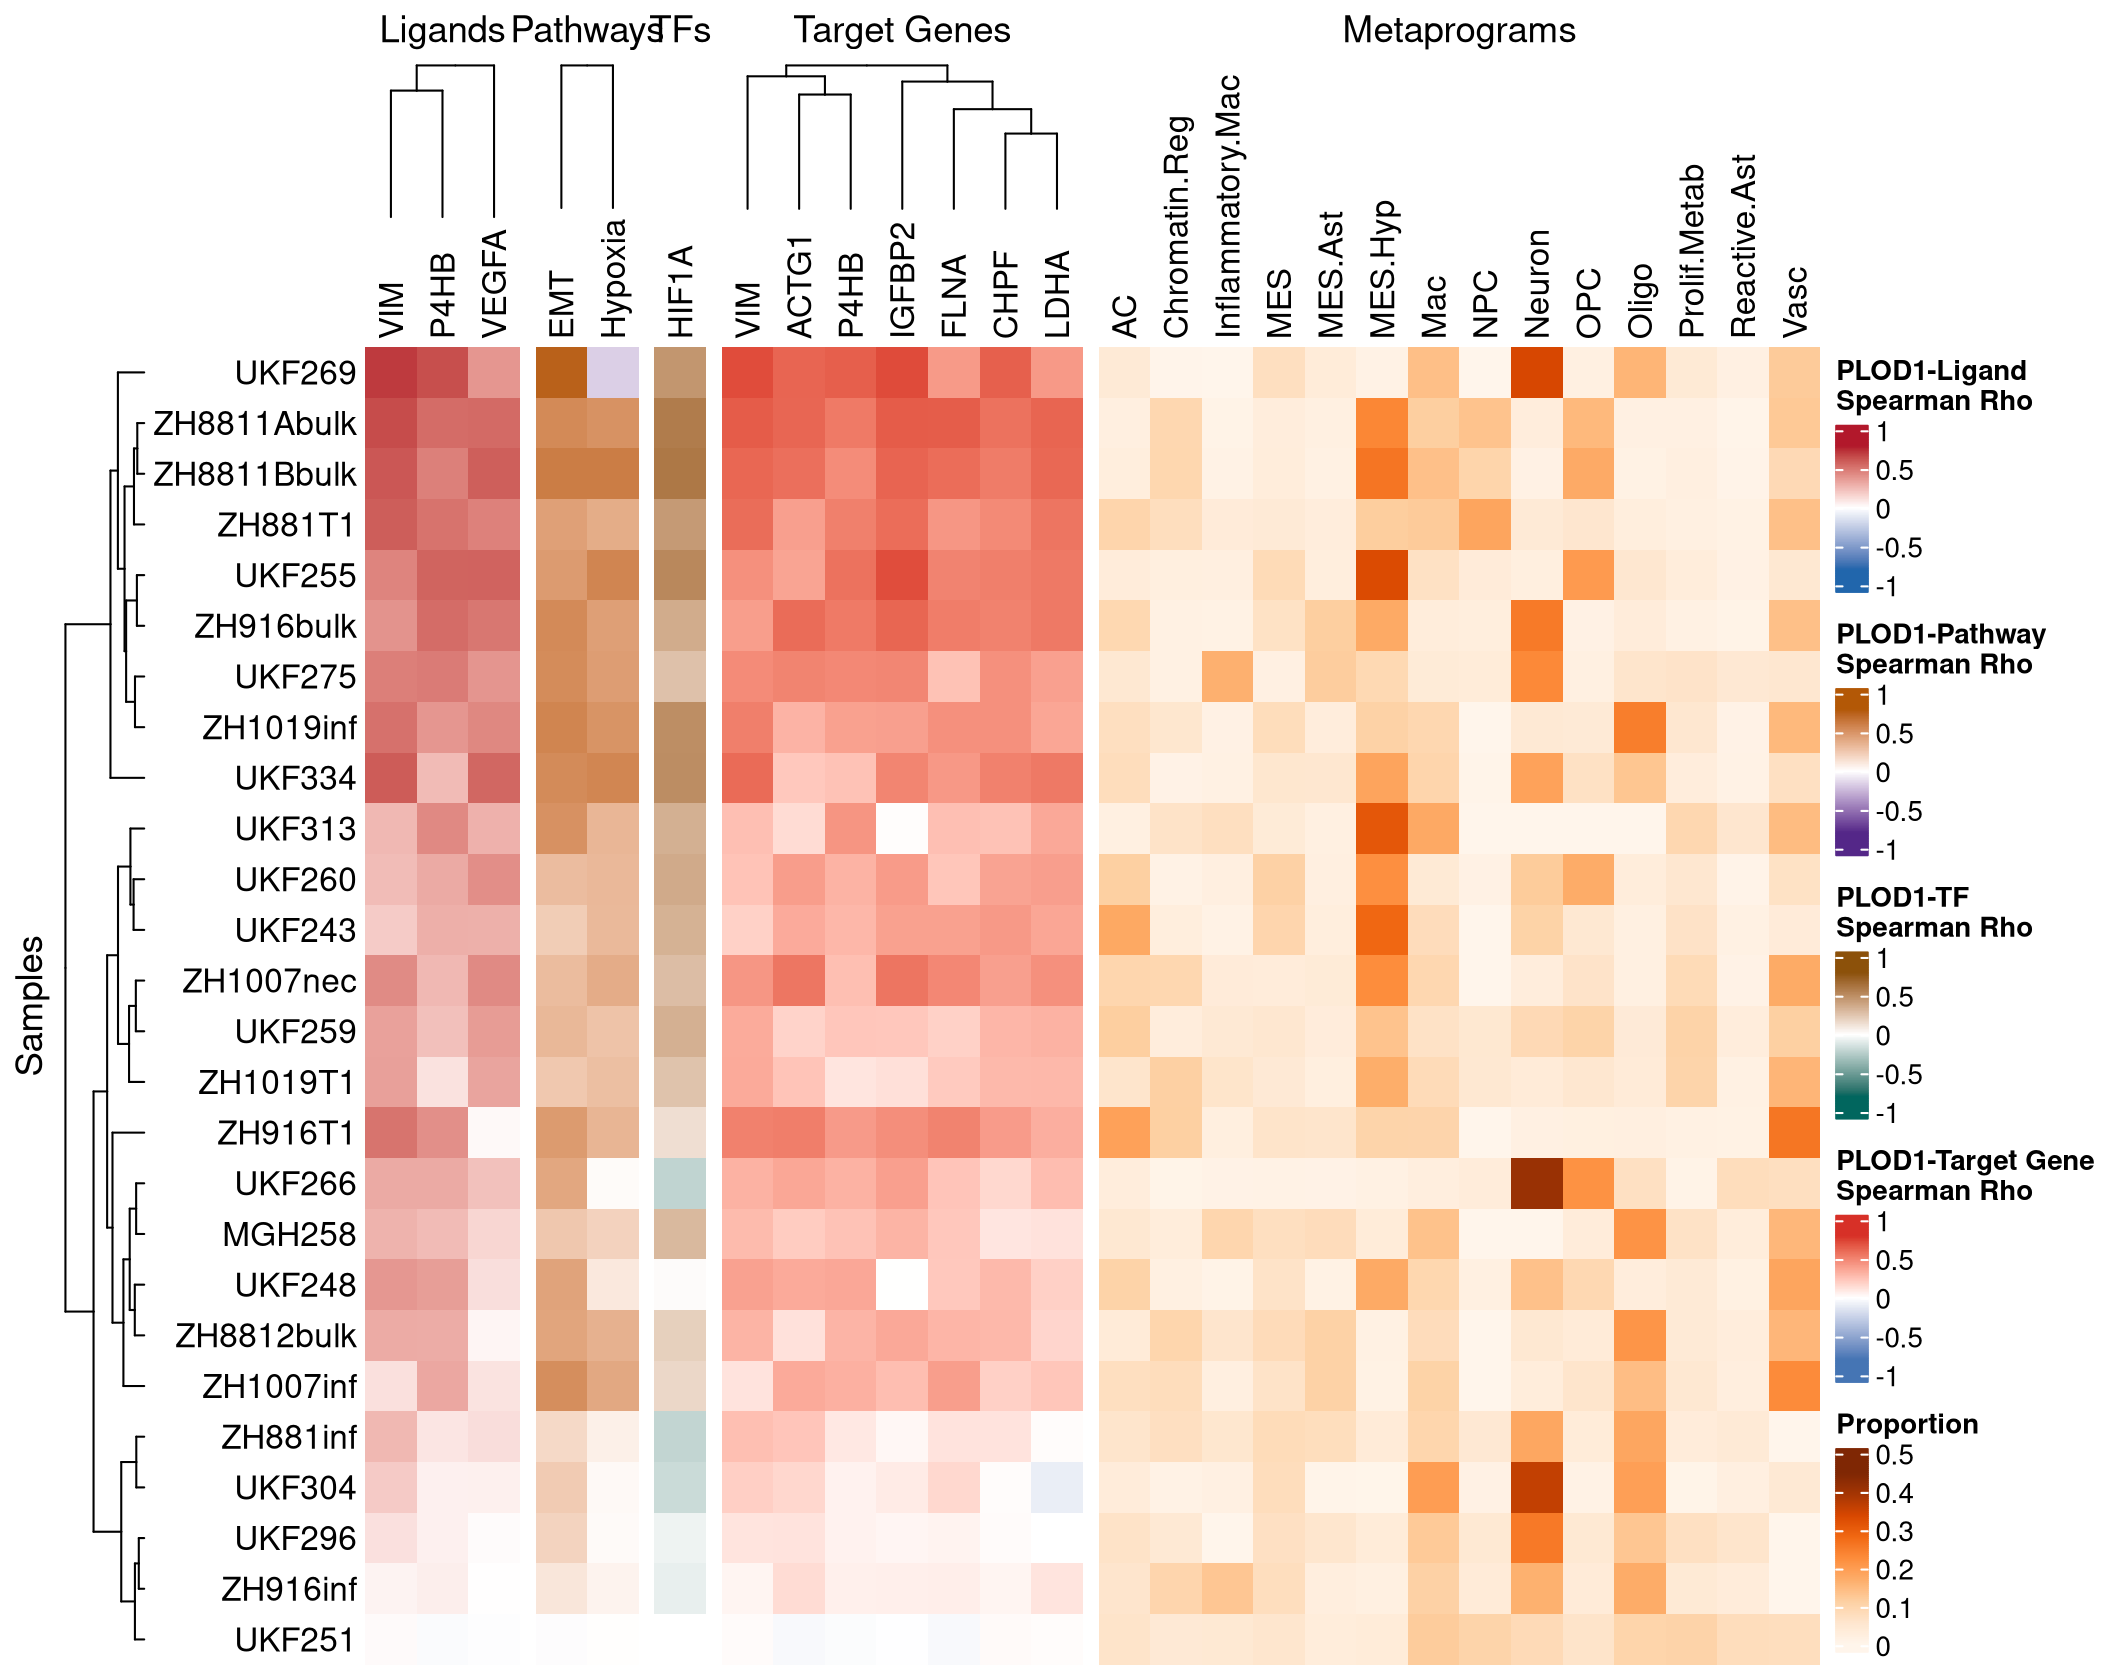 Ligands Pathways TFs Target Genes Metaprograms
VIM P4HB VEGFA EMT Hypoxia HIF1A VIM ACTG1 P4HB IGFBP2 FLNA CHPF LDHA AC Chromatin.Reg Inflammatory.Mac MES MES.Ast MES.Hyp Mac NPC Neuron OPC Oligo Prolif.Metab Reactive.Ast Vasc
Samples
UKF269
ZH8811Abulk
ZH8811Bbulk
ZH881T1
UKF255
ZH916bulk
UKF275
ZH1019inf
UKF334
UKF313
UKF260
UKF243
ZH1007nec
UKF259
ZH1019T1
ZH916T1
UKF266
MGH258
UKF248
ZH8812bulk
ZH1007inf
ZH881inf
UKF304
UKF296
ZH916inf
UKF251
PLOD1-Ligand
Spearman Rho
1
0.5
0
-0.5
-1
PLOD1-Pathway
Spearman Rho
1
0.5
0
-0.5
-1
PLOD1-TF
Spearman Rho
1
0.5
0
-0.5
-1
PLOD1-Target Gene
Spearman Rho
1
0.5
0
-0.5
-1
Proportion
0.5
0.4
0.3
0.2
0.1
0